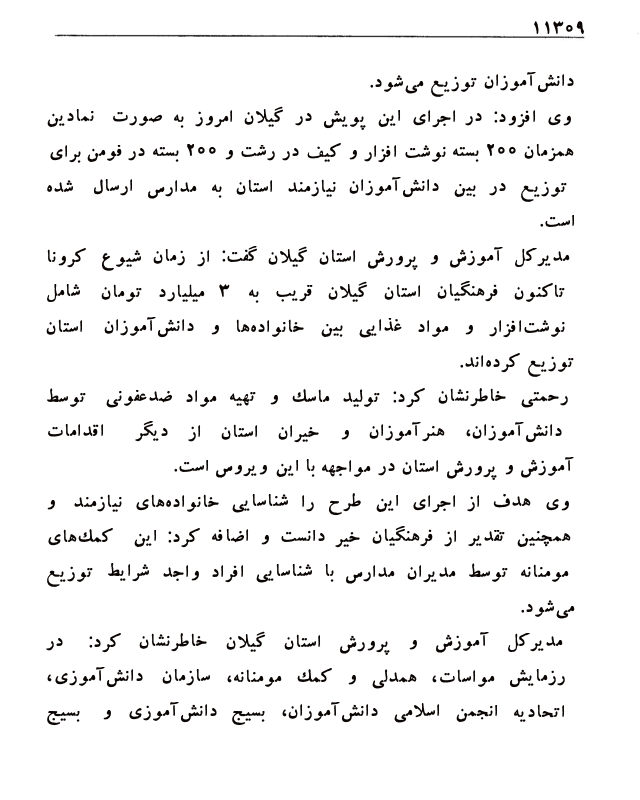 ۱۱۳۰۹
دانش‌آموزان توزیع می‌شود.
وی افزود: در اجرای این پویش در گیلان امروز به صورت نمادین
همزمان ۲۰۰ بسته نوشت افزار و کیف در رشت و ۲۰۰ بسته در فومن برای
توزیع در بین دانش‌آموزان نیازمند استان به مدارس ارسال شده
است.
مدیرکل آموزش و پرورش استان گیلان گفت: از زمان شیوع کرونا
تاکنون فرهنگیان استان گیلان قریب به ۳ میلیارد تومان شامل
نوشت‌افزار و مواد غذایی بین خانواده‌ها و دانش‌آموزان استان
توزیع کرده‌اند.
رحمتی خاطرنشان کرد: تولید ماسک و تهیه مواد ضدعفونی توسط
دانش‌آموزان، هنرآموزان و خیران استان از دیگر اقدامات
آموزش و پرورش استان در مواجهه با این ویروس است.
وی هدف از اجرای این طرح را شناسایی خانواده‌های نیازمند و
همچنین تقدیر از فرهنگیان خیر دانست و اضافه کرد: این کمک‌های
مومنانه توسط مدیران مدارس با شناسایی افراد واجد شرایط توزیع
می‌شود.
مدیرکل آموزش و پرورش استان گیلان خاطرنشان کرد: در
رزمایش مواسات، همدلی و کمک مومنانه، سازمان دانش‌آموزی،
اتحادیه انجمن اسلامی دانش‌آموزان، بسیج دانش‌آموزی و بسیج